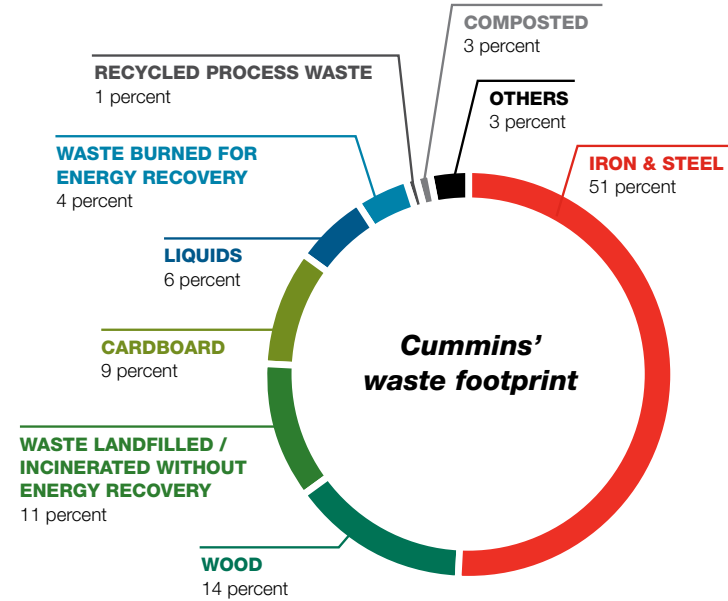 COMPOSTED
3 percent
RECYCLED PROCESS WASTE
1 percent
OTHERS
3 percent
WASTE BURNED FOR
ENERGY RECOVERY
4 percent
IRON & STEEL
51 percent
LIQUIDS
6 percent
CARDBOARD
9 percent
Cummins'
waste footprint
WASTE LANDFILLED /
INCINERATED WITHOUT
ENERGY RECOVERY
11 percent
WOOD
14 percent